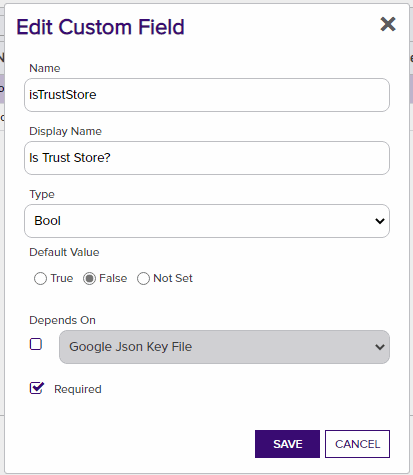 Edit Custom Field
Name
isTrustStore
Display Name
Is Trust Store?
Type
Bool
Default Value
True False Not Set
Depends On
Google Json Key File
Required
SAVE CANCEL